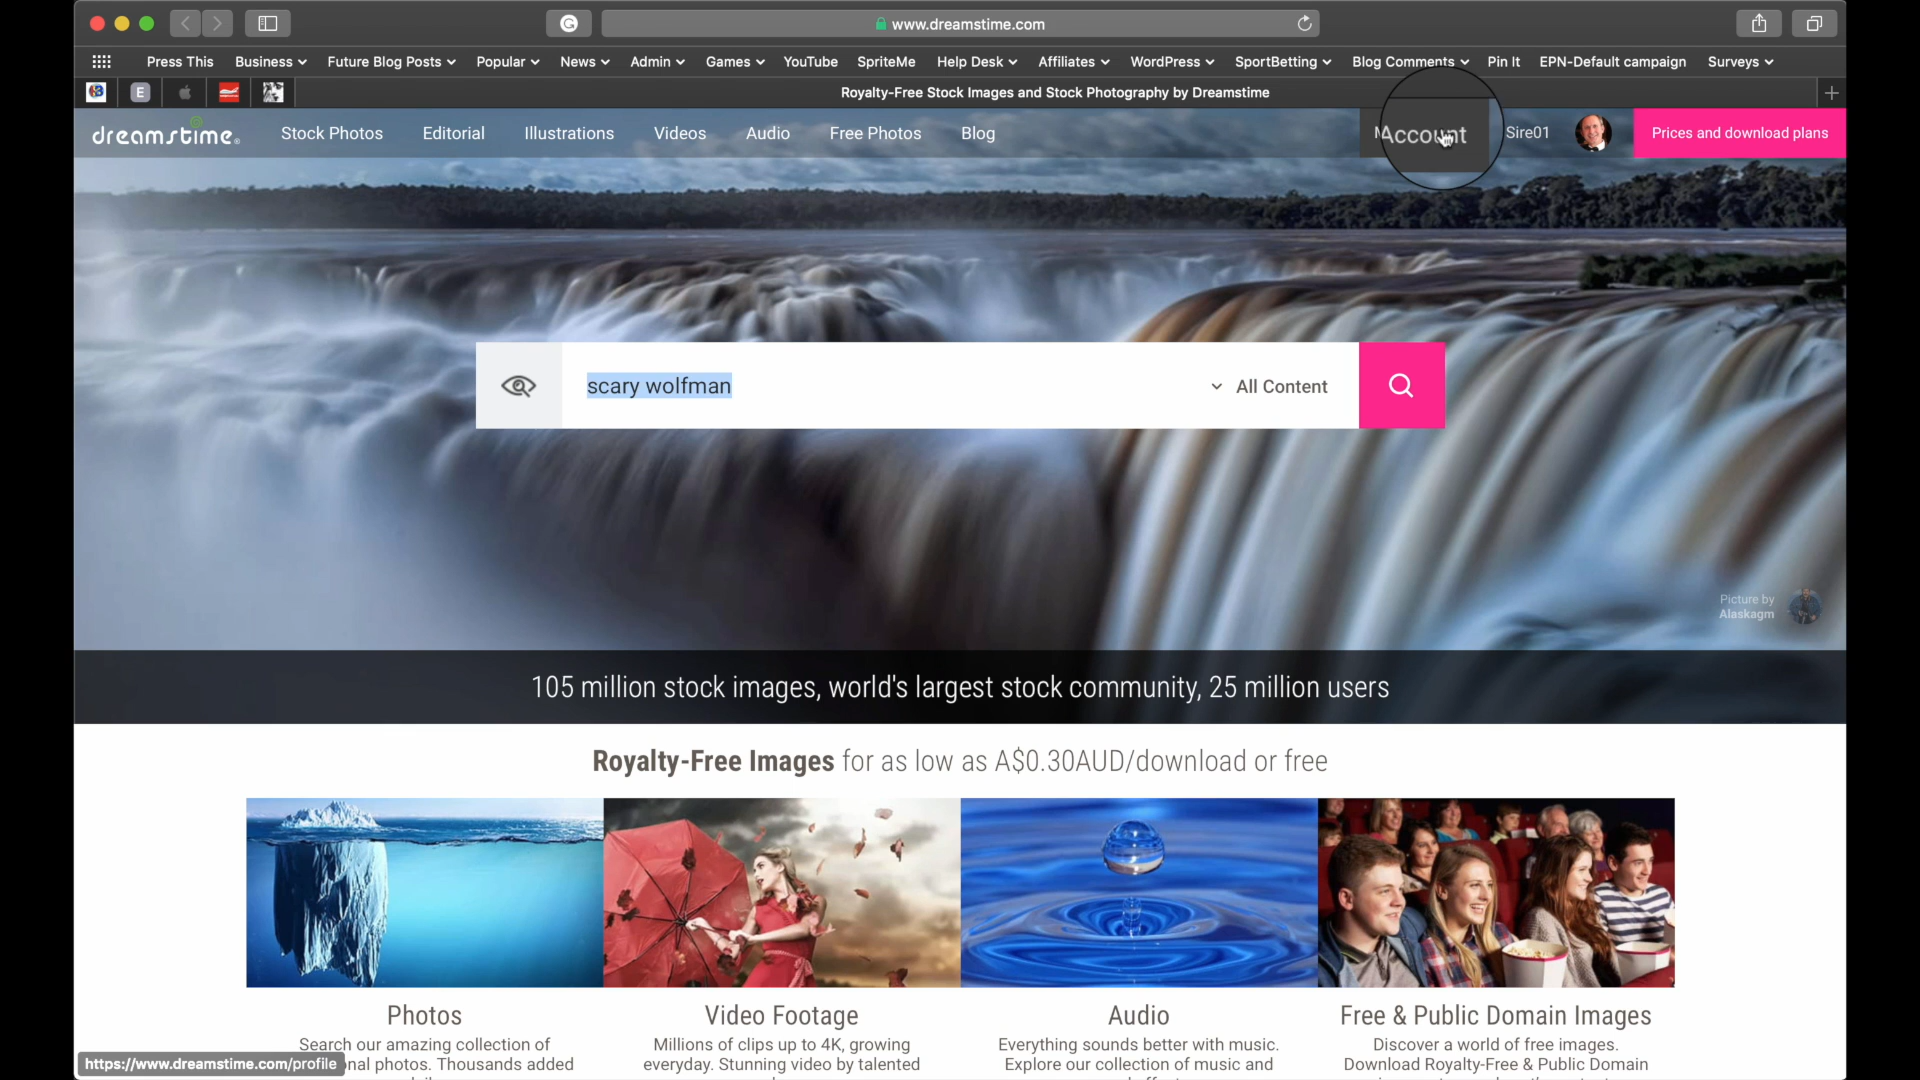 www.dreamstime.com
Press This Business Future Blog Posts Popular News Admin Games YouTube SpriteMe Help Desk Affiliates WordPress SportBetting Blog Comments Pin It EPN-Default campaign Surveys
E Royalty-Free Stock Images and Stock Photography by Dreamstime
dreamstime® Stock Photos Editorial Illustrations Videos Audio Free Photos Blog Account Sire01 Prices and download plans
scary wolfman All Content
Picture by
Alaskagm
105 million stock images, world's largest stock community, 25 million users
Royalty-Free Images for as low as A$0.30AUD/download or free
Photos Video Footage Audio Free & Public Domain Images
Search our amazing collection of Millions of clips up to 4K, growing Everything sounds better with music. Discover a world of free images.
https://www.dreamstime.com/profile nal photos. Thousands added everyday. Stunning video by talented Explore our collection of music and Download Royalty-Free & Public Domain